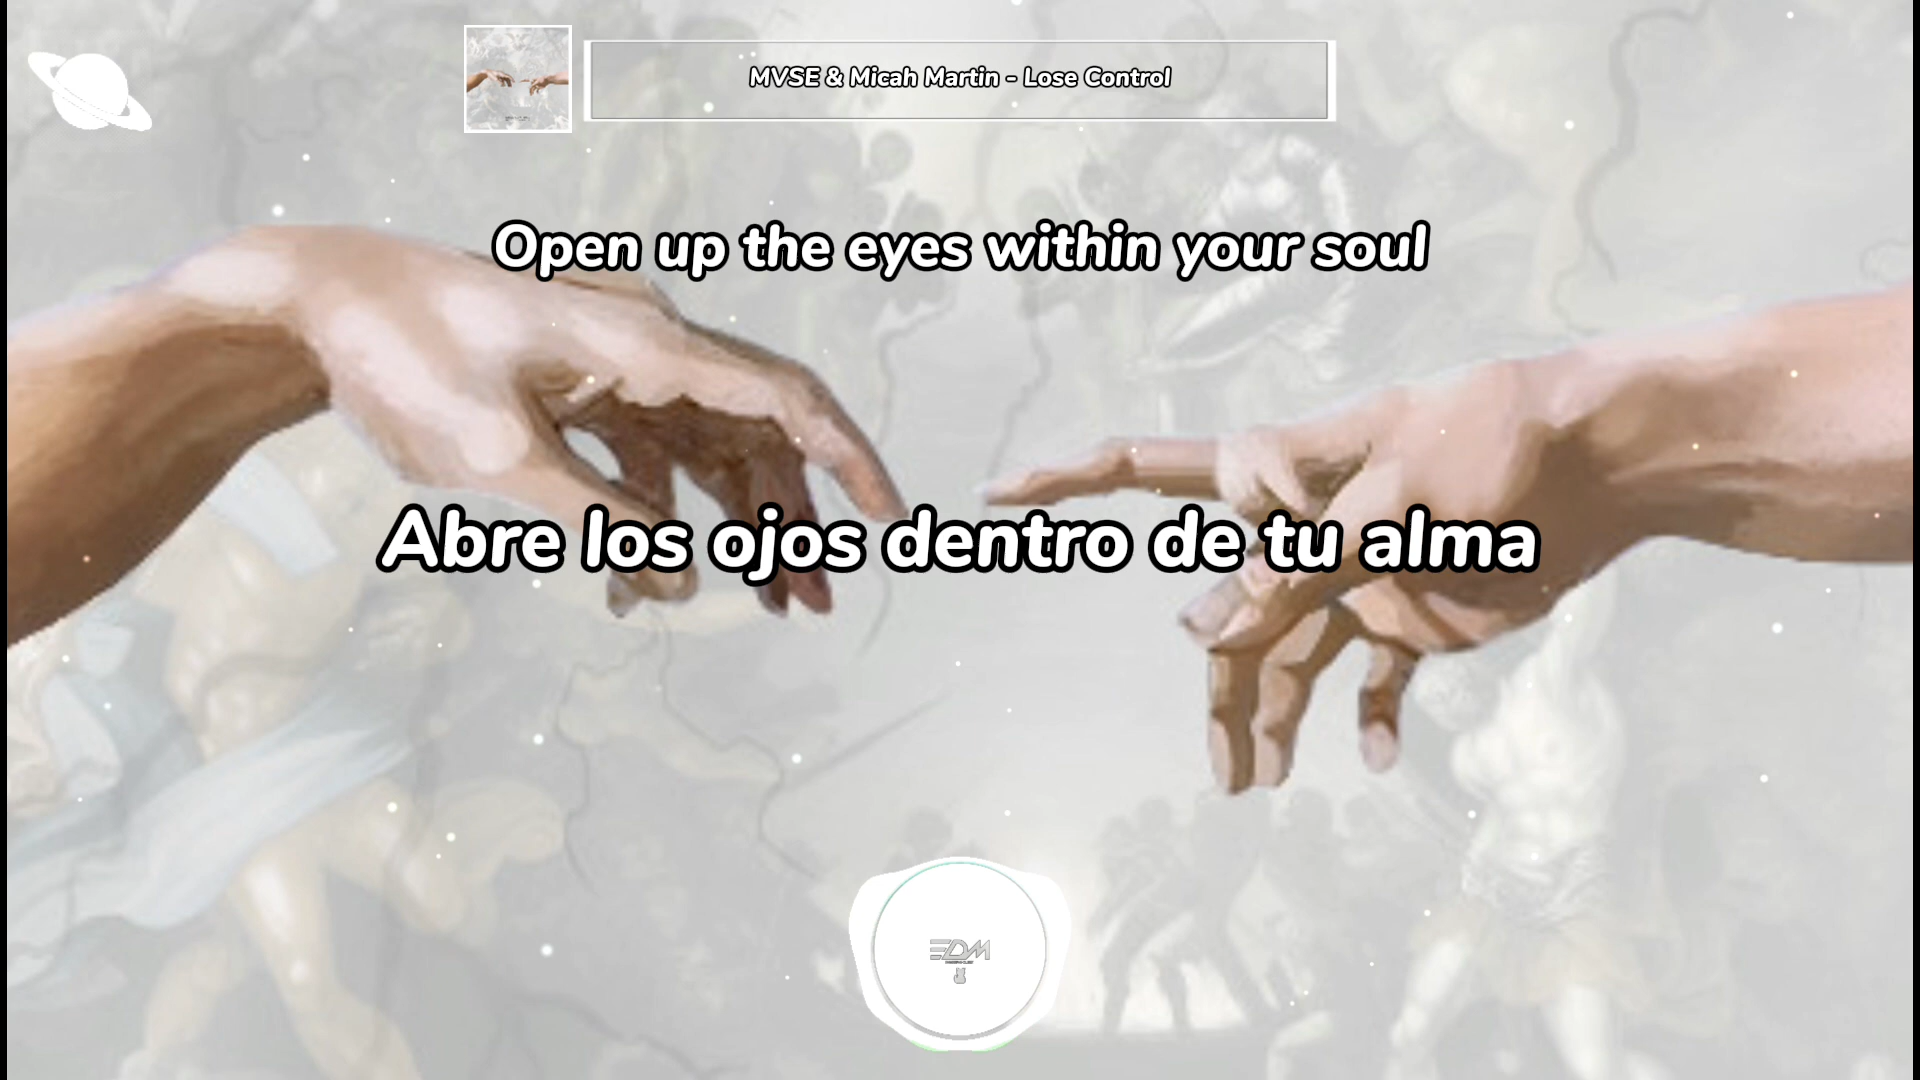 MVSE & Micah Martin - Lose Control
Open up the eyes within your soul
Abre los ojos dentro de tu alma
EDM